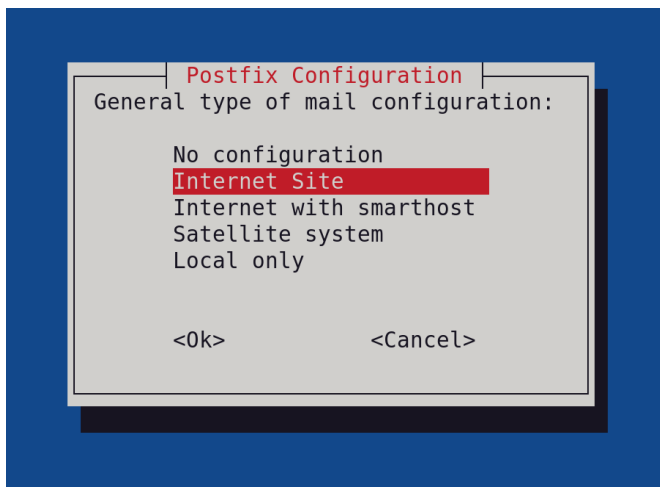 Postfix Configuration
General type of mail configuration:
No configuration
Internet Site
Internet with smarthost
Satellite system
Local only
<Ok> <Cancel>